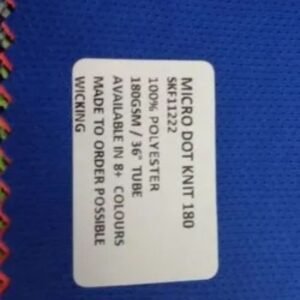 MICRO DOT KNIT 180
SKF11222
100% POLYESTER
180GSM / 36" TUBE
AVAILABLE IN 8+ COLOURS
MADE TO ORDER POSSIBLE
WICKING